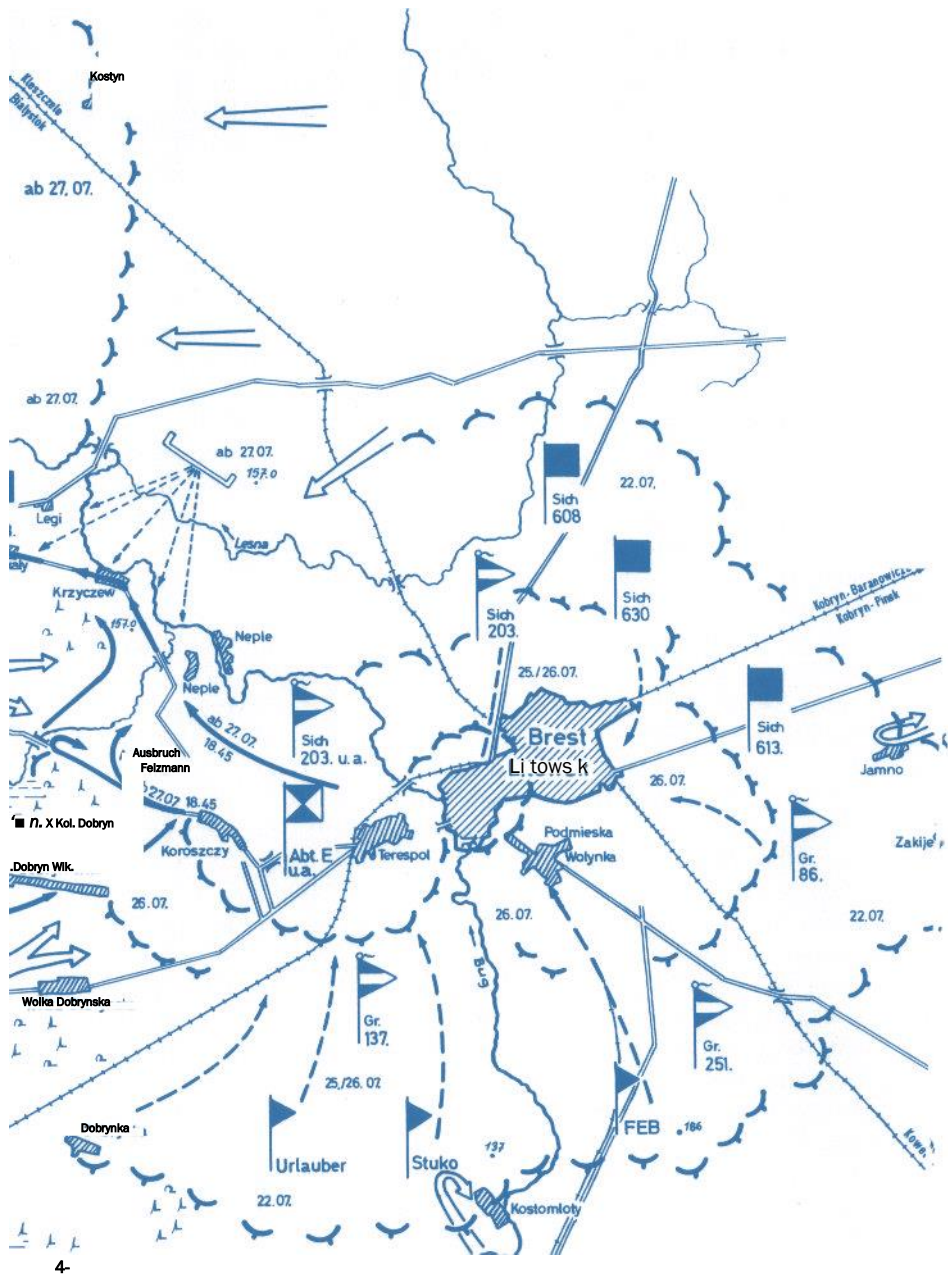 Kostyn
Kleszczele
Bialystok
ab 27. 07.
ab 27.07.
ab 27.07.
157.0
Sich
608
22.07.
Legi
Lesna
Krzyczew
Sich
203.
Sich
630
Kobryn-Baranowicze
Kobryn-Pinsk
157.0
Neple
Neple
25./26.07.
Sich
613.
ab 27.07.
18.45
Sich
203. u.a.
Brest
Li tows k
Jamno
Ausbruch
Felzmann
27.07. 18.45
26.07.
■ n. X Kol. Dobryn
Koroszczy
Abt. E
u.a.
Terespol
Podmieska
Wolynka
Gr.
86.
Zakije
.Dobryn Wlk.
26.07.
26.07.
22.07.
Bug
Wolka Dobrynska
Gr.
137.
Gr.
251.
25./26.07.
Dobrynka
Urlauber
Stuko
137
FEB
186
Kowe
22.07.
Kostomloty
4-